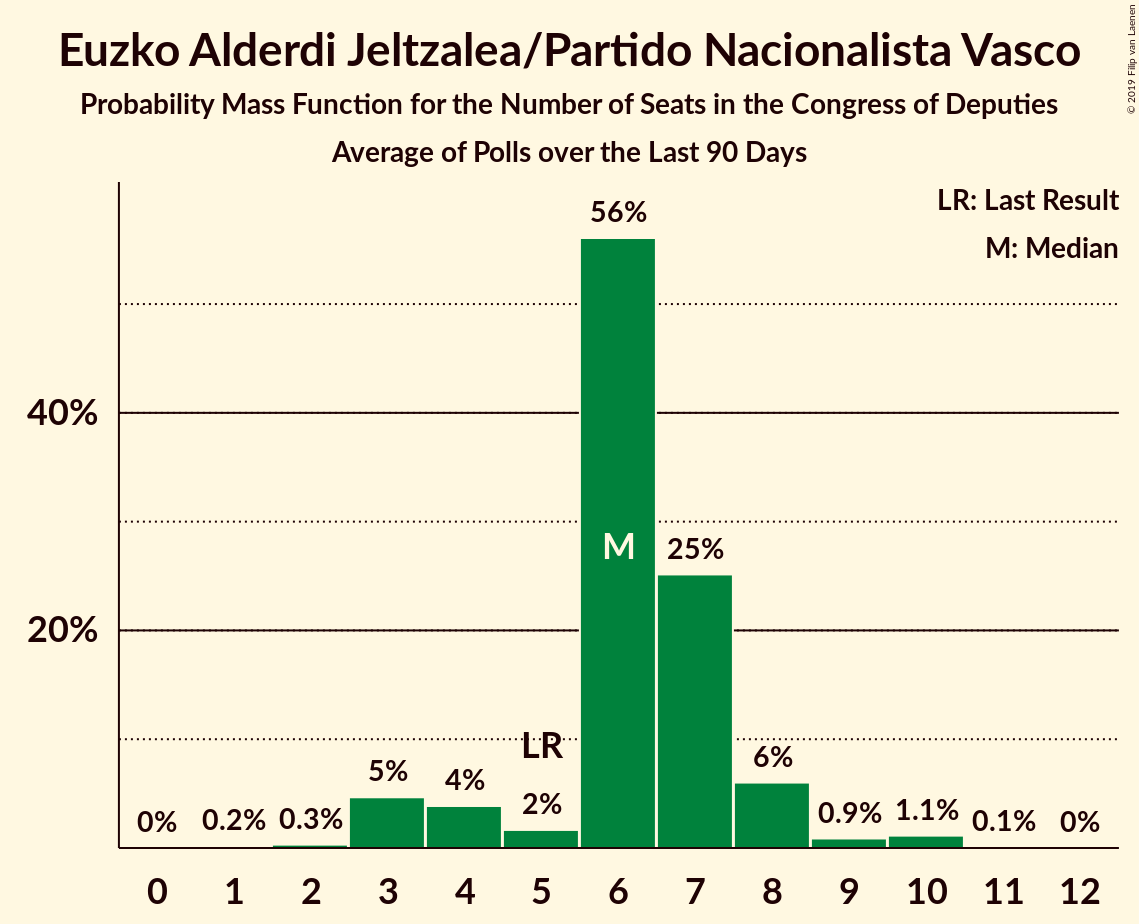 Euzko Alderdi Jeltzalea/Partido Nacionalista Vasco
Probability Mass Function for the Number of Seats in the Congress of Deputies
Average of Polls over the Last 90 Days
© 2019 Filip van Laenen
LR: Last Result
M: Median
56%
40%
M
25%
20%
LR
5%
4%
2%
6%
0%
0.2%
0.3%
0.9%
1.1%
0.1%
0%
0 1 2 3 4 5 6 7 8 9 10 11 12